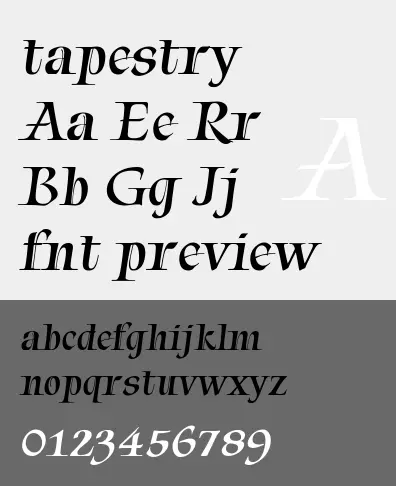 tapestry
Aa Ee Rr
A
Bb Gg Jj
fnt preview
abcdefghijklm
nopqrstuvwxyz
0123456789